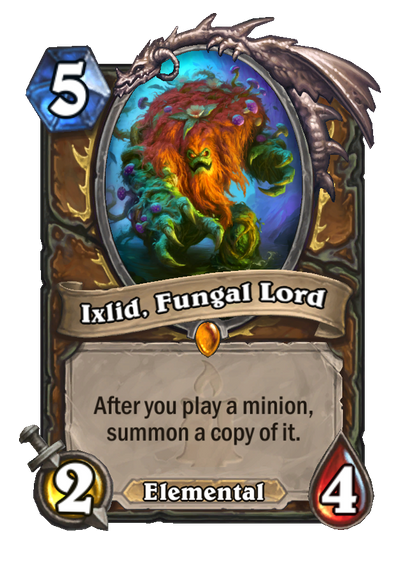 5
Ixlid, Fungal Lord
After you play a minion,
summon a copy of it.
2
Elemental
4